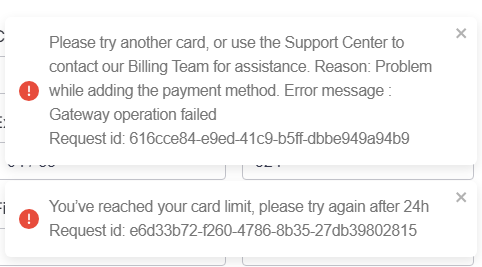 Please try another card, or use the Support Center to
contact our Billing Team for assistance. Reason: Problem
while adding the payment method. Error message :
Gateway operation failed
Request id: 616cce84-e9ed-41c9-b5ff-dbbe949a94b9
You've reached your card limit, please try again after 24h
Request id: e6d33b72-f260-4786-8b35-27db39802815